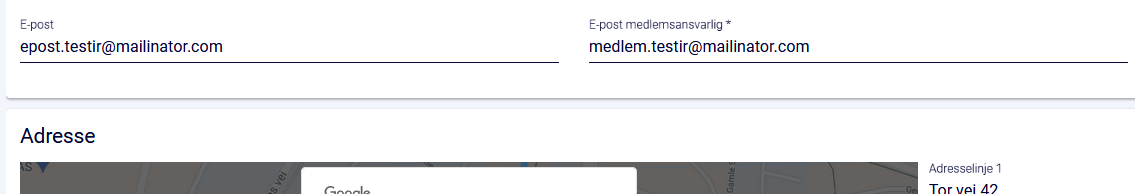 E-post
epost.testir@mailinator.com
E-post medlemsansvarlig *
medlem.testir@mailinator.com
Adresse
Adresselinje 1
Tor vei 42
Google